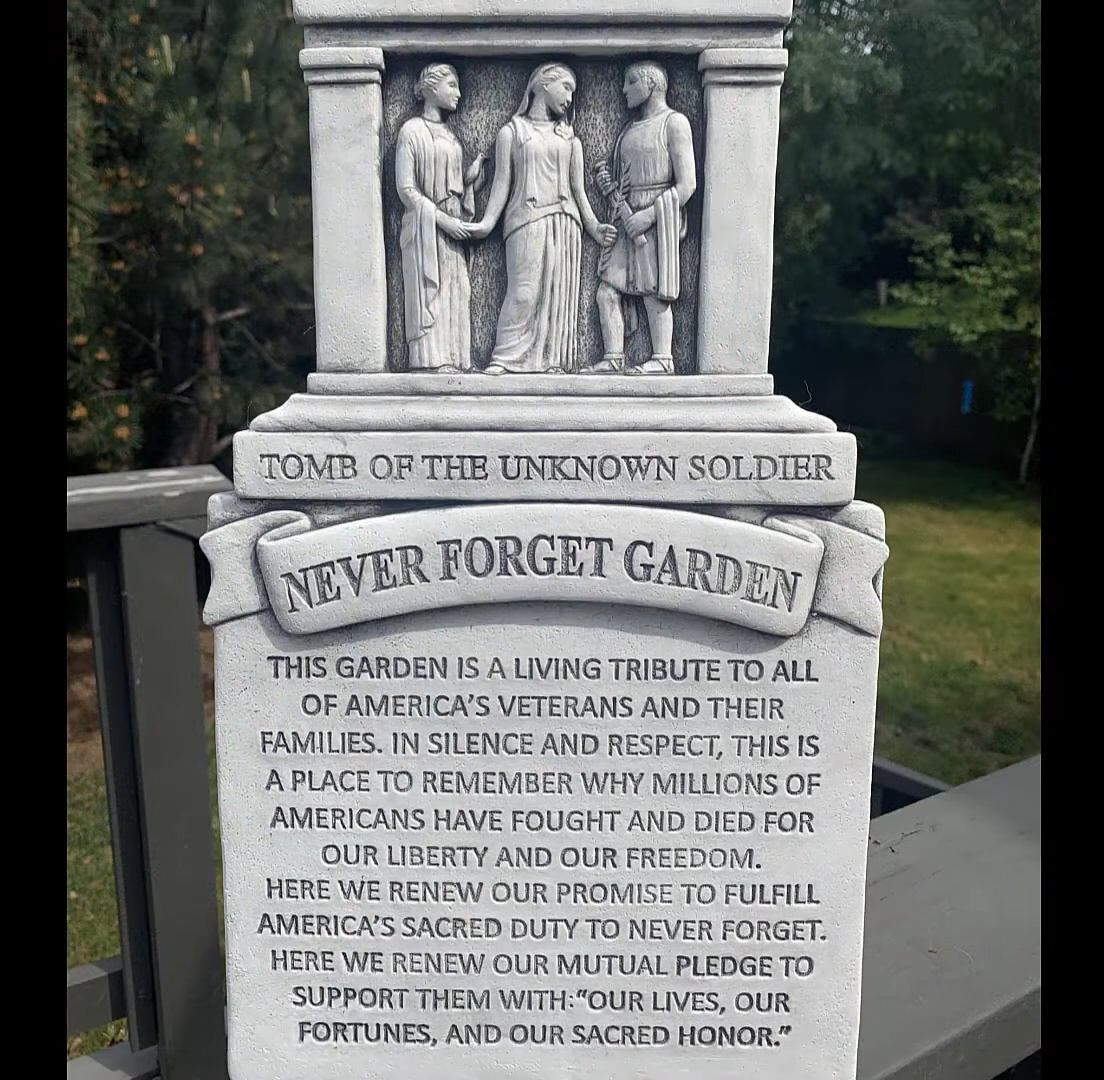 TOMB OF THE UNKNOWN SOLDIER
NEVER FORGET GARDEN
THIS GARDEN IS A LIVING TRIBUTE TO ALL
OF AMERICA'S VETERANS AND THEIR
FAMILIES. IN SILENCE AND RESPECT, THIS IS
A PLACE TO REMEMBER WHY MILLIONS OF
AMERICANS HAVE FOUGHT AND DIED FOR
OUR LIBERTY AND OUR FREEDOM.
HERE WE RENEW OUR PROMISE TO FULFILL
AMERICA'S SACRED DUTY TO NEVER FORGET.
HERE WE RENEW OUR MUTUAL PLEDGE TO
SUPPORT THEM WITH:“OUR LIVES, OUR
FORTUNES, AND OUR SACRED HONOR.”